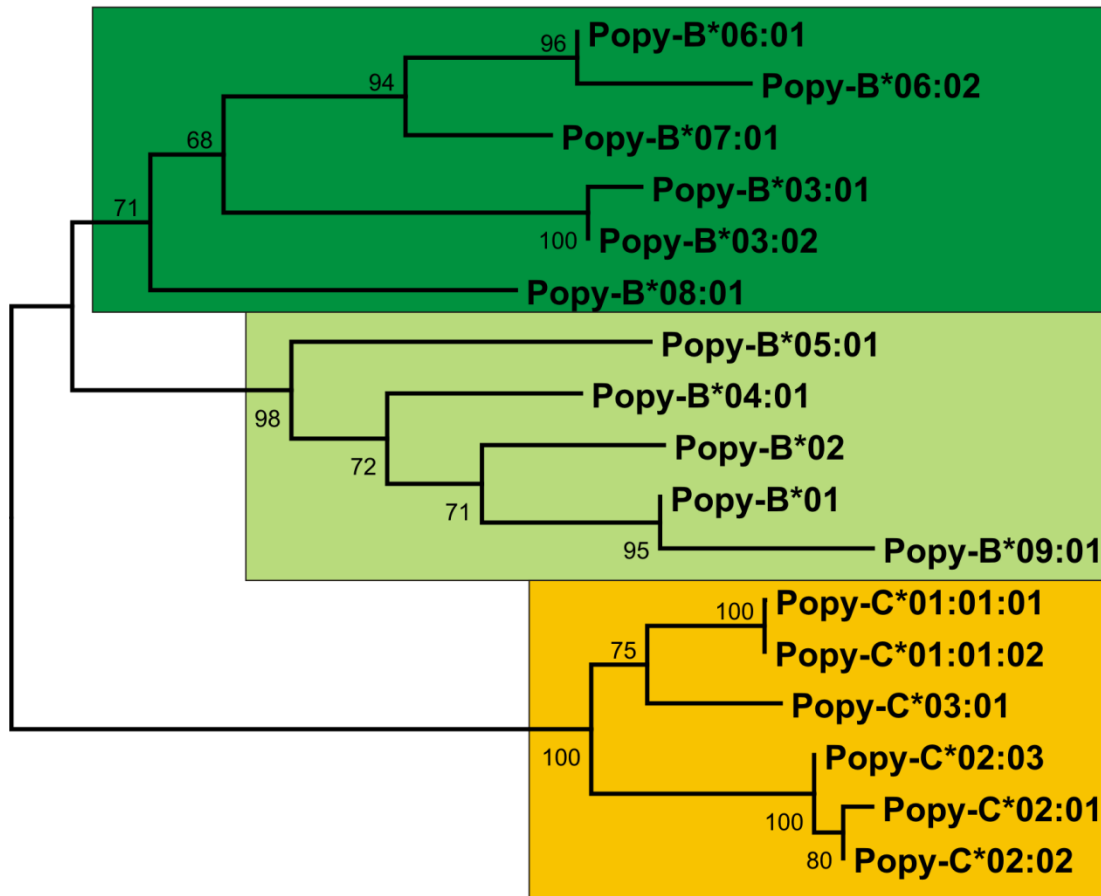 96
Popy-B*06:01
Popy-B*06:02
94
Popy-B*07:01
68
Popy-B*03:01
71
100
Popy-B*03:02
Popy-B*08:01
Popy-B*05:01
98
Popy-B*04:01
72
Popy-B*02
71
Popy-B*01
95
Popy-B*09:01
100
Popy-C*01:01:01
Popy-C*01:01:02
75
Popy-C*03:01
100
Popy-C*02:03
100
Popy-C*02:01
80
Popy-C*02:02